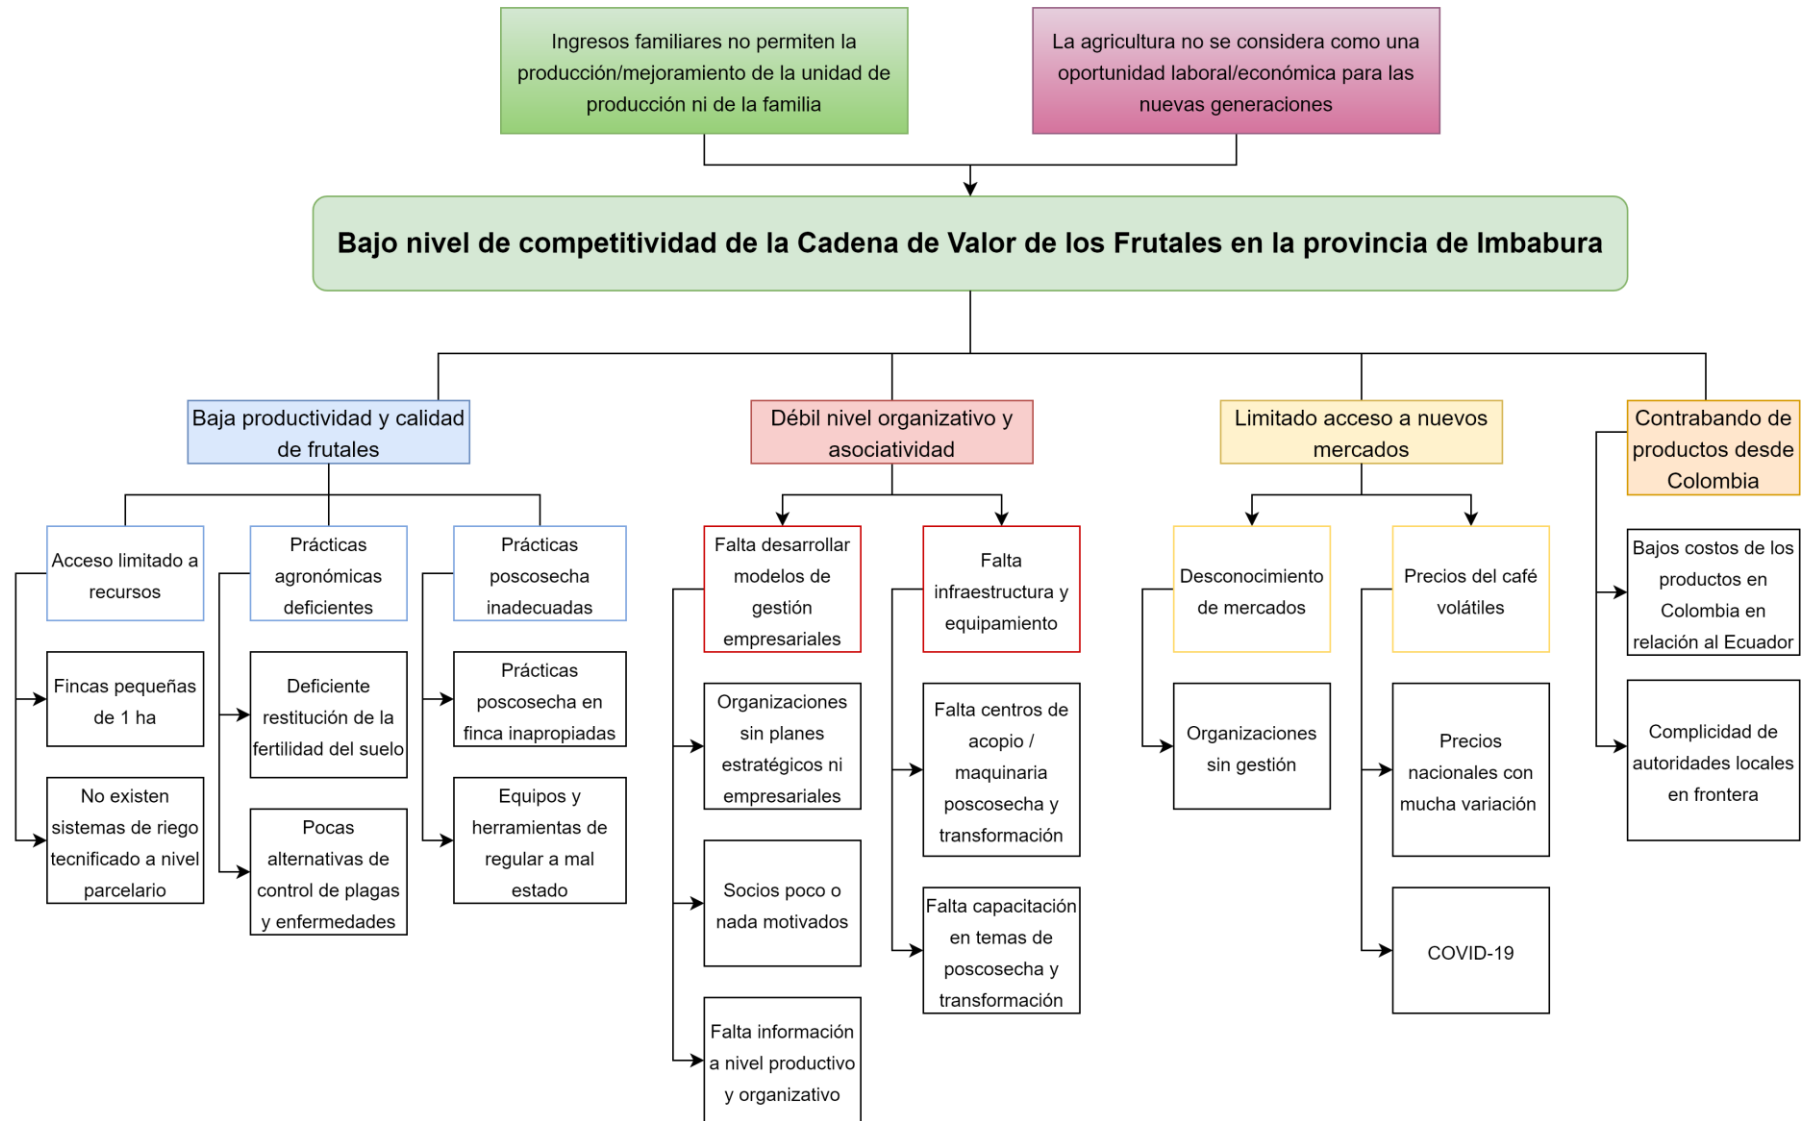 Ingresos familiares no permiten la
producción/mejoramiento de la unidad de
producción ni de la familia
La agricultura no se considera como una
oportunidad laboral/económica para las
nuevas generaciones
Bajo nivel de competitividad de la Cadena de Valor de los Frutales en la provincia de Imbabura
Baja productividad y calidad
de frutales
Débil nivel organizativo y
asociatividad
Limitado acceso a nuevos
mercados
Contrabando de
productos desde
Colombia
Acceso limitado a
recursos
Fincas pequeñas
de 1 ha
No existen
sistemas de riego
tecnificado a nivel
parcelario
Prácticas
agronómicas
deficientes
Deficiente
restitución de la
fertilidad del suelo
Pocas
alternativas de
control de plagas
y enfermedades
Prácticas
poscosecha
inadecuadas
Prácticas
poscosecha en
finca inapropiadas
Equipos y
herramientas de
regular a mal
estado
Falta desarrollar
modelos de
gestión
empresariales
Organizaciones
sin planes
estratégicos ni
empresariales
Socios poco o
nada motivados
Falta información
a nivel productivo
y organizativo
Falta
infraestructura y
equipamiento
Falta centros de
acopio /
maquinaria
poscosecha y
transformación
Falta capacitación
en temas de
poscosecha y
transformación
Desconocimiento
de mercados
Organizaciones
sin gestión
Precios del café
volátiles
Precios
nacionales con
mucha variación
COVID-19
Bajos costos de los
productos en
Colombia en
relación al Ecuador
Complicidad de
autoridades locales
en frontera